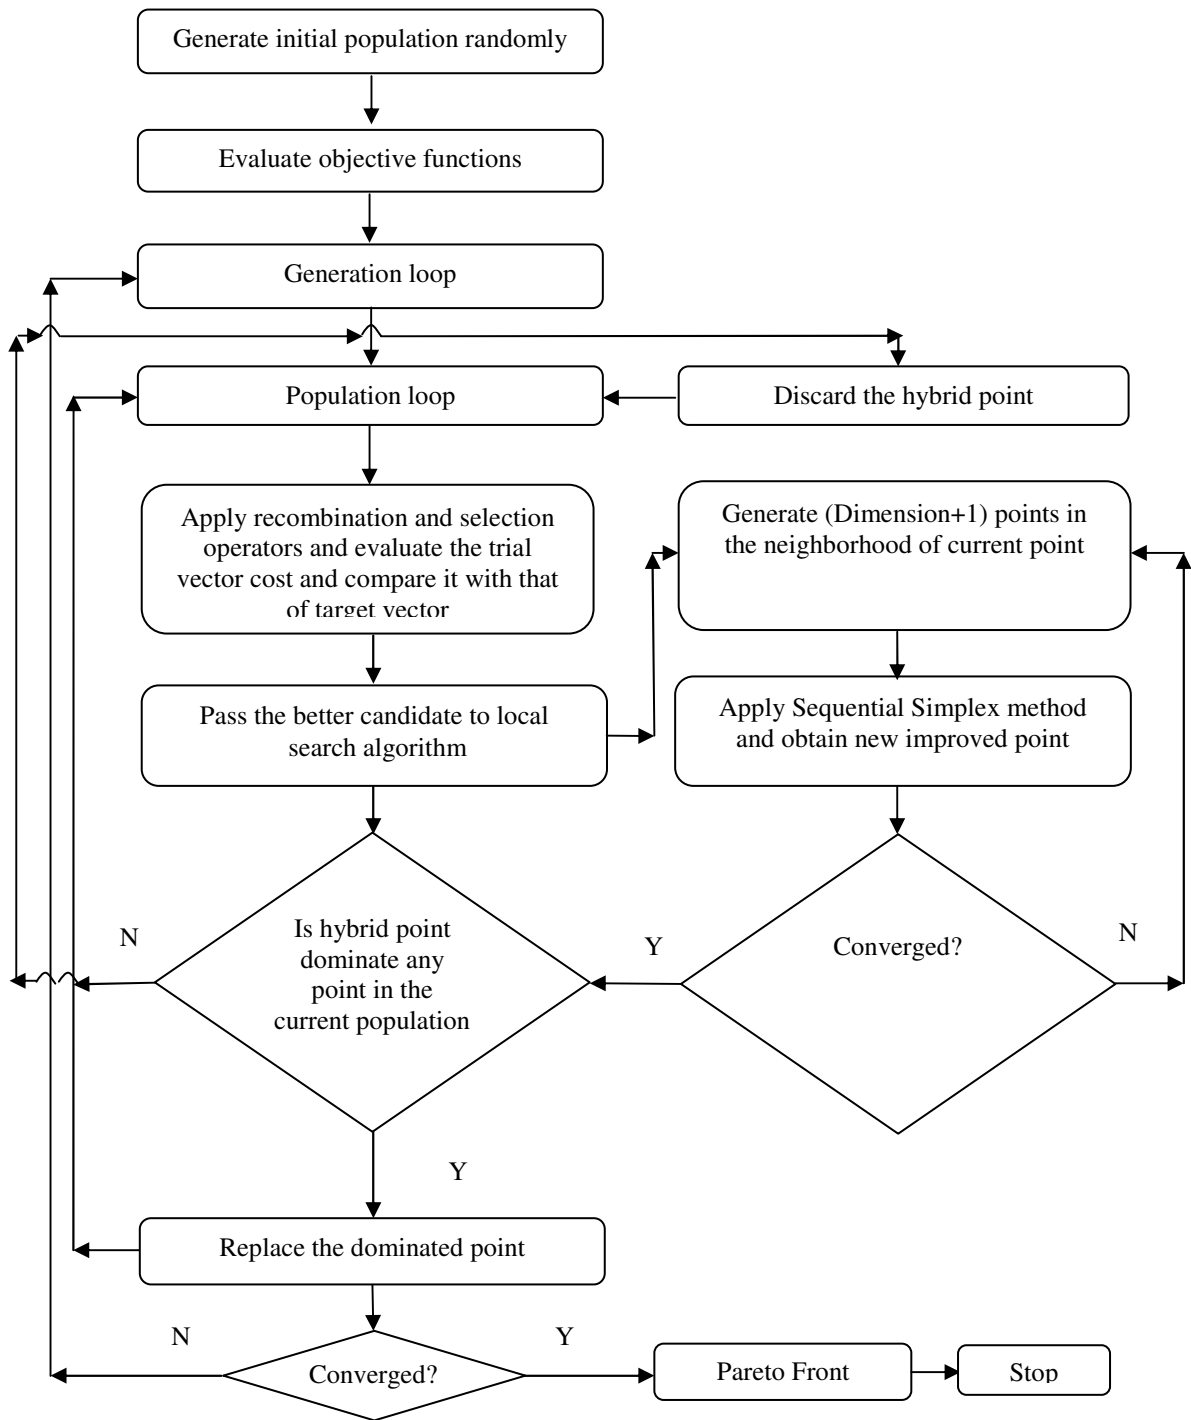 Generate initial population randomly
Evaluate objective functions
Generation loop
Population loop
Discard the hybrid point
Apply recombination and selection
operators and evaluate the trial
vector cost and compare it with that
of target vector
Generate (Dimension+1) points in
the neighborhood of current point
Pass the better candidate to local
search algorithm
Apply Sequential Simplex method
and obtain new improved point
N
Is hybrid point
dominate any
point in the
current population
Y
Converged?
N
Y
Replace the dominated point
N
Converged?
Y
Pareto Front
Stop